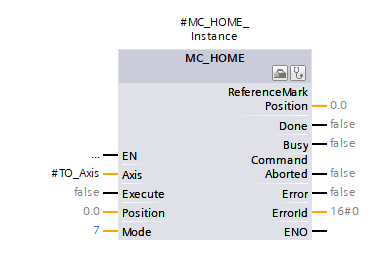 #MC_HOME_
Instance
MC_HOME
ReferenceMark
Position 0.0
Done false
Busy false
... EN
Command
Aborted false
#TO_Axis Axis
false Execute
Error false
0.0 Position
ErrorId 16#0
7 Mode
ENO